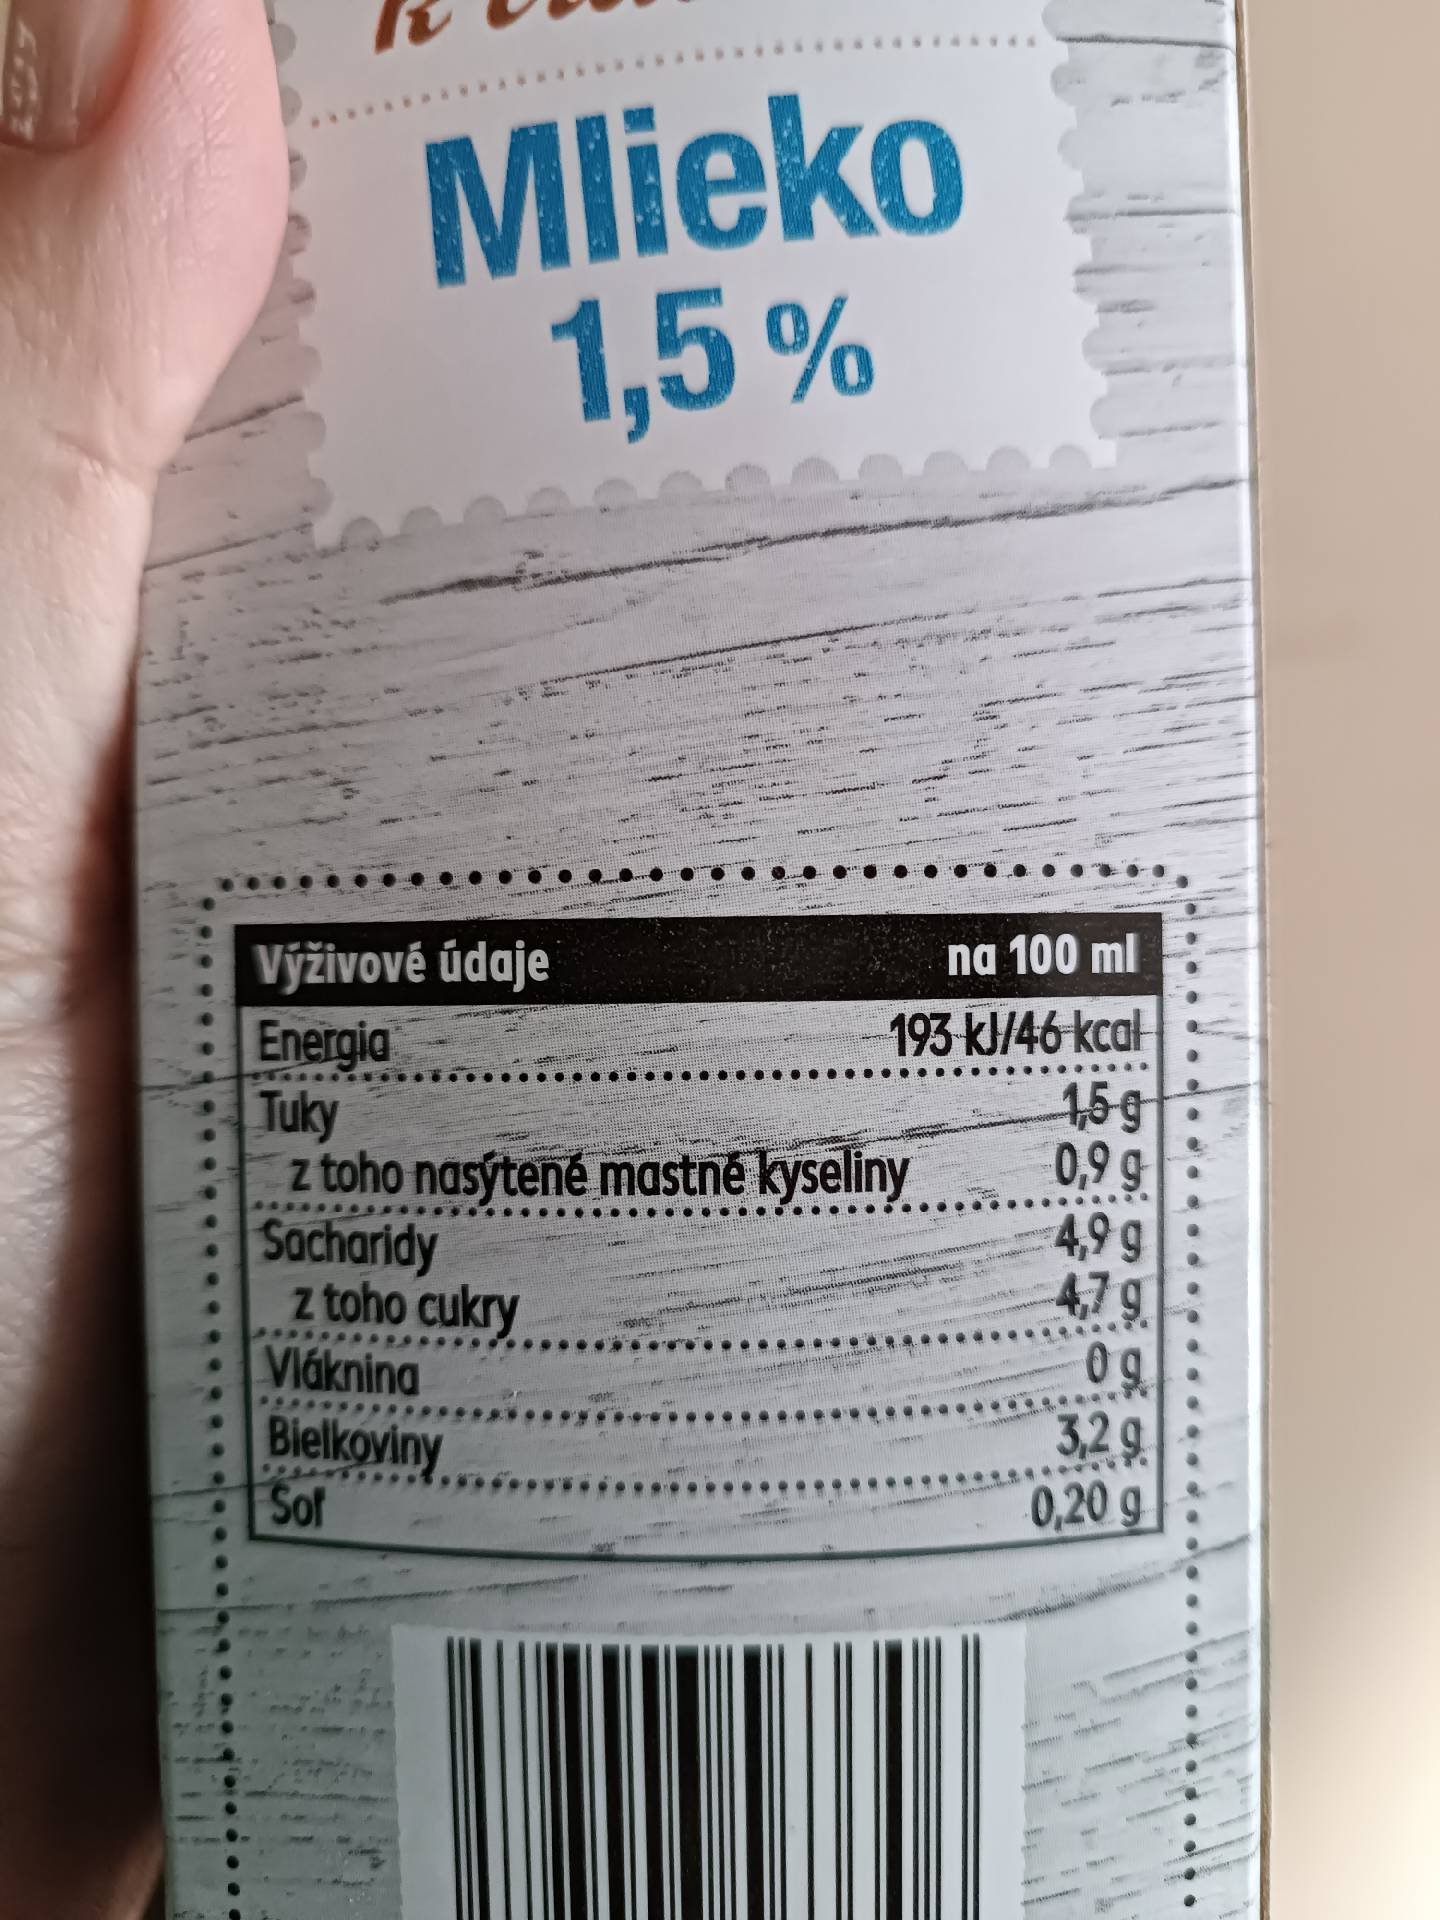 Mlieko
1,5 %
Výživové údaje na 100 ml
Energia 193 kJ/46 kcal
Tuky 1,5 g
z toho nasýtené mastné kyseliny 0,9 g
Sacharidy 4,9 g
z toho cukry 4,7 g
Vláknina 0 g
Bielkoviny 3,2 g
Soľ 0,20 g